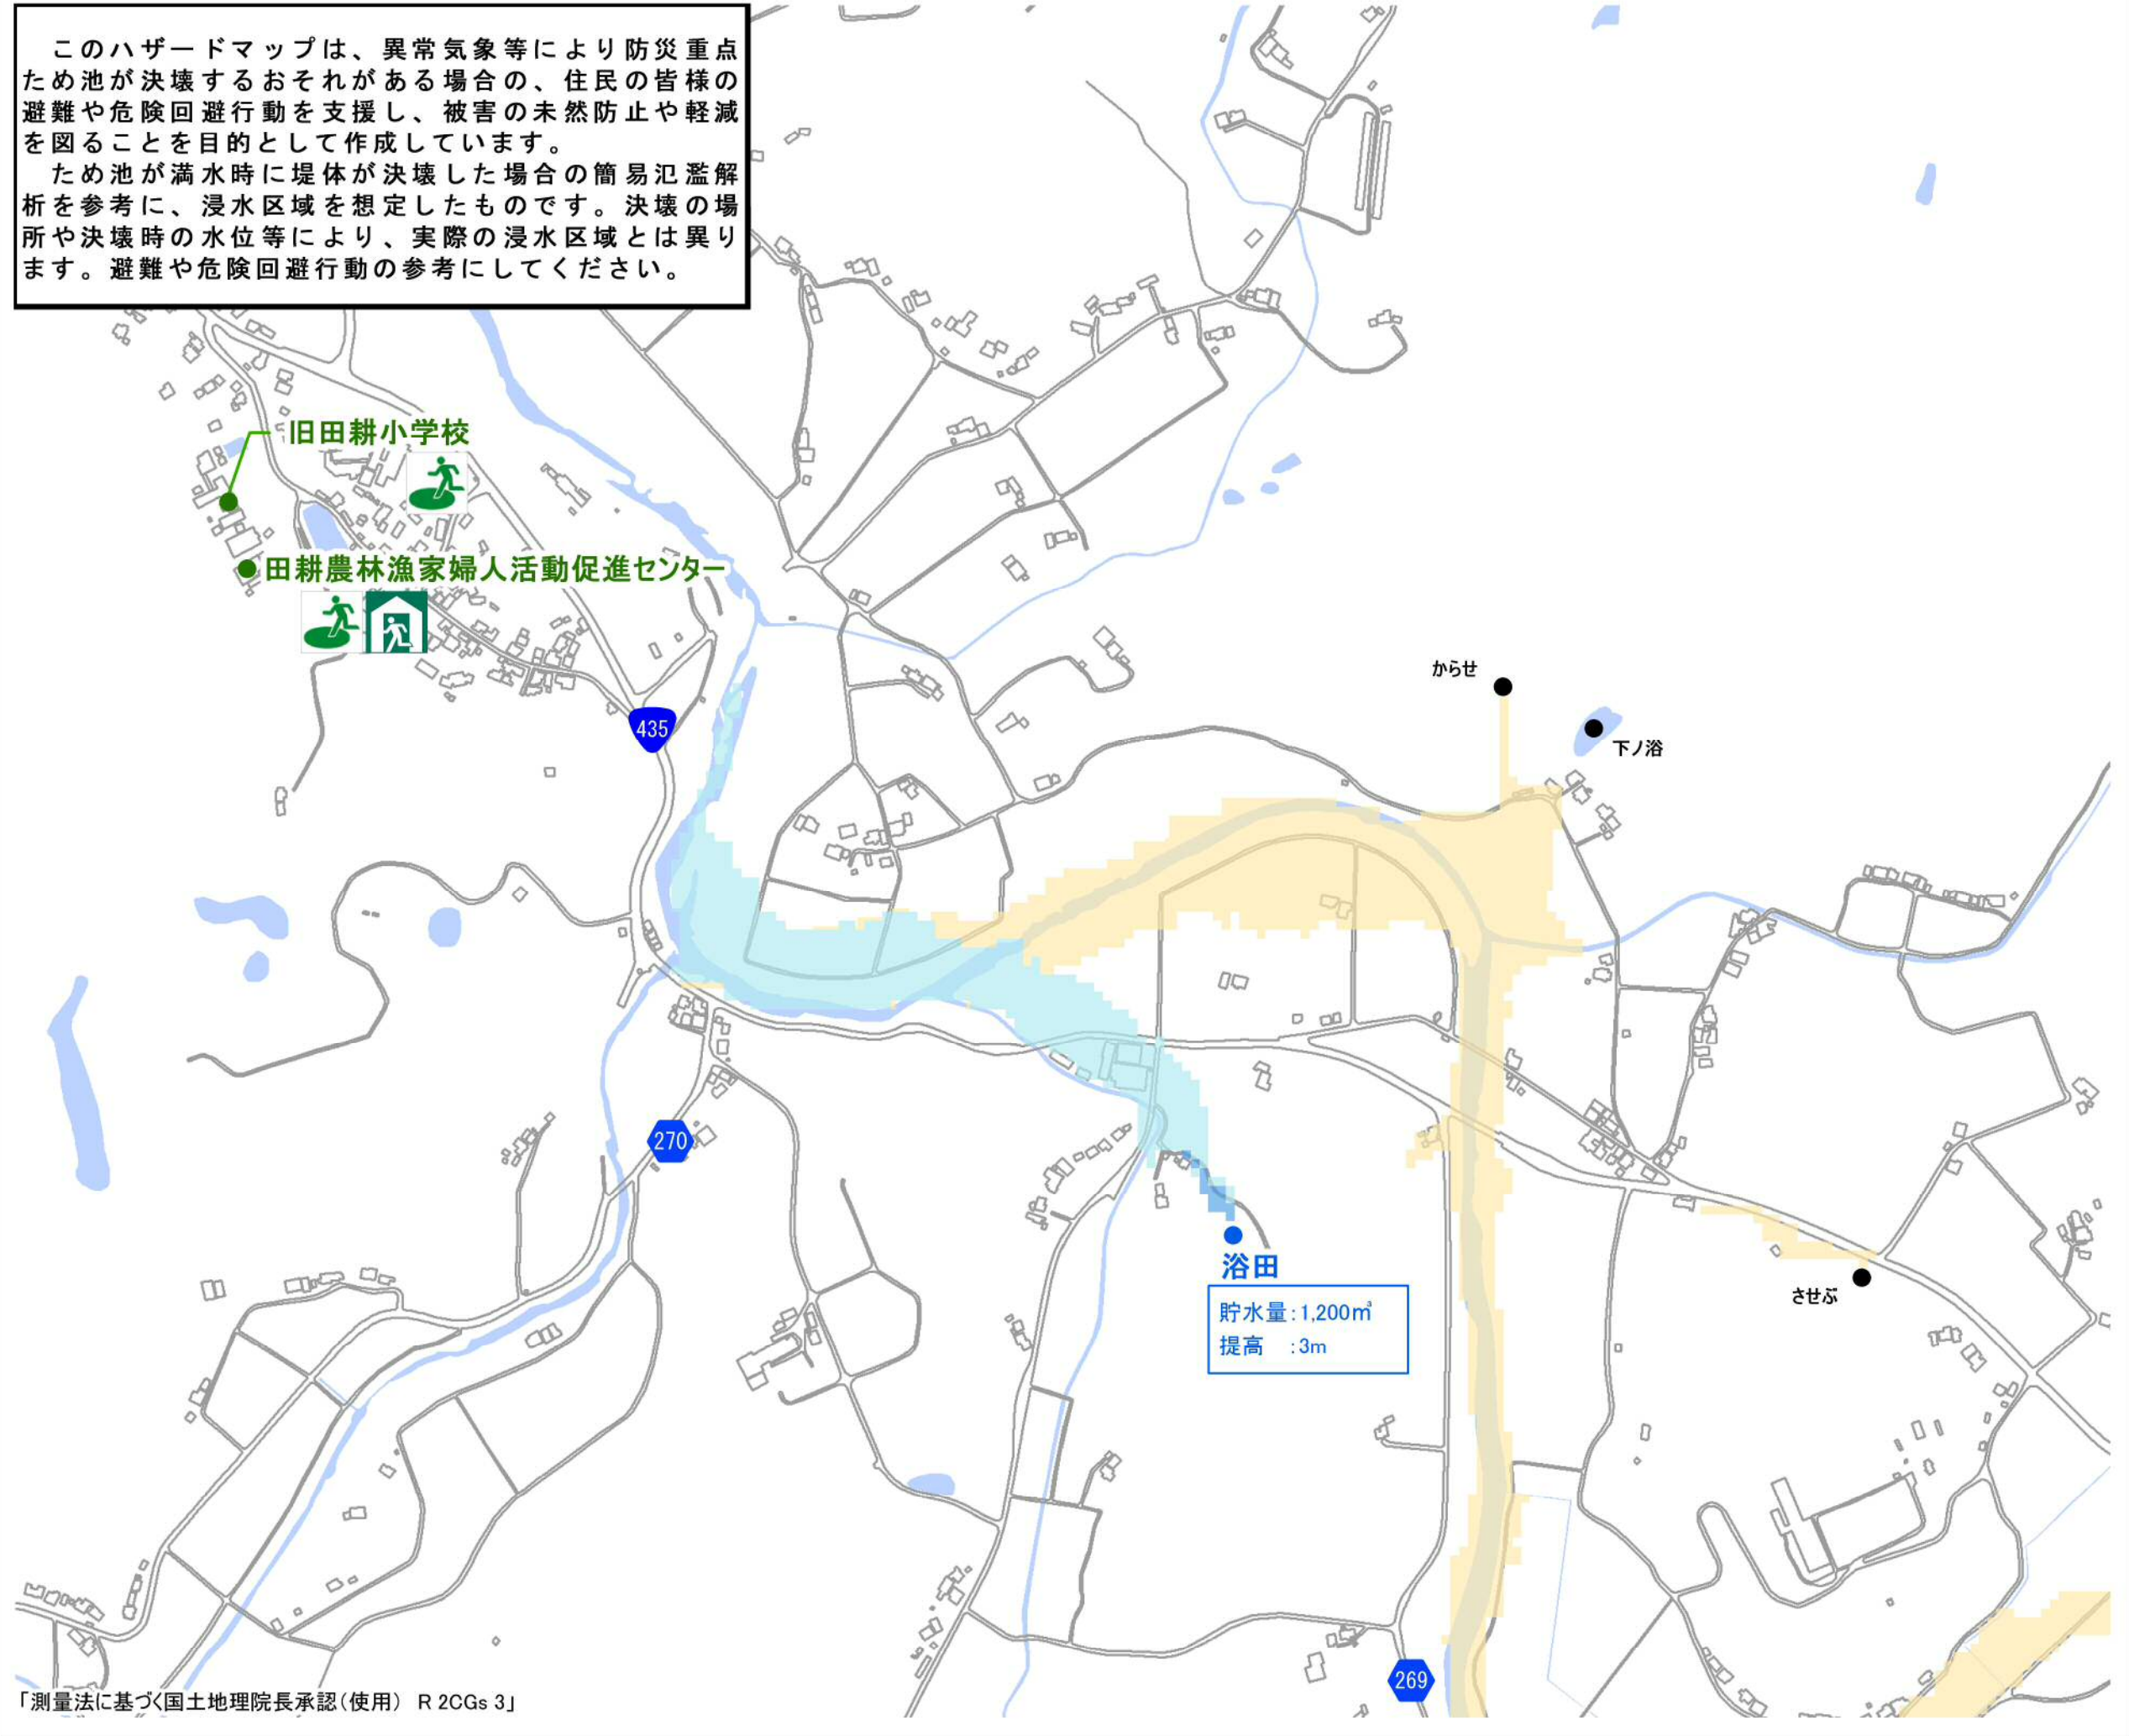 このハザードマップは、異常気象等により防災重点
ため池が決壊するおそれがある場合の、住民の皆様の
避難や危険回避行動を支援し、被害の未然防止や軽減
を図ることを目的として作成しています。
ため池が満水時に堤体が決壊した場合の簡易氾濫解
析を参考に、浸水区域を想定したものです。決壊の場
所や決壊時の水位等により、実際の浸水区域とは異り
ます。避難や危険回避行動の参考にしてください。
旧田耕小学校
田耕農林漁家婦人活動促進センター
からせ
435
下ノ浴
270
浴田
貯水量:1,200㎥
提高 :3m
させぶ
269
「測量法に基づく国土地理院長承認(使用) R 2CGs 3」